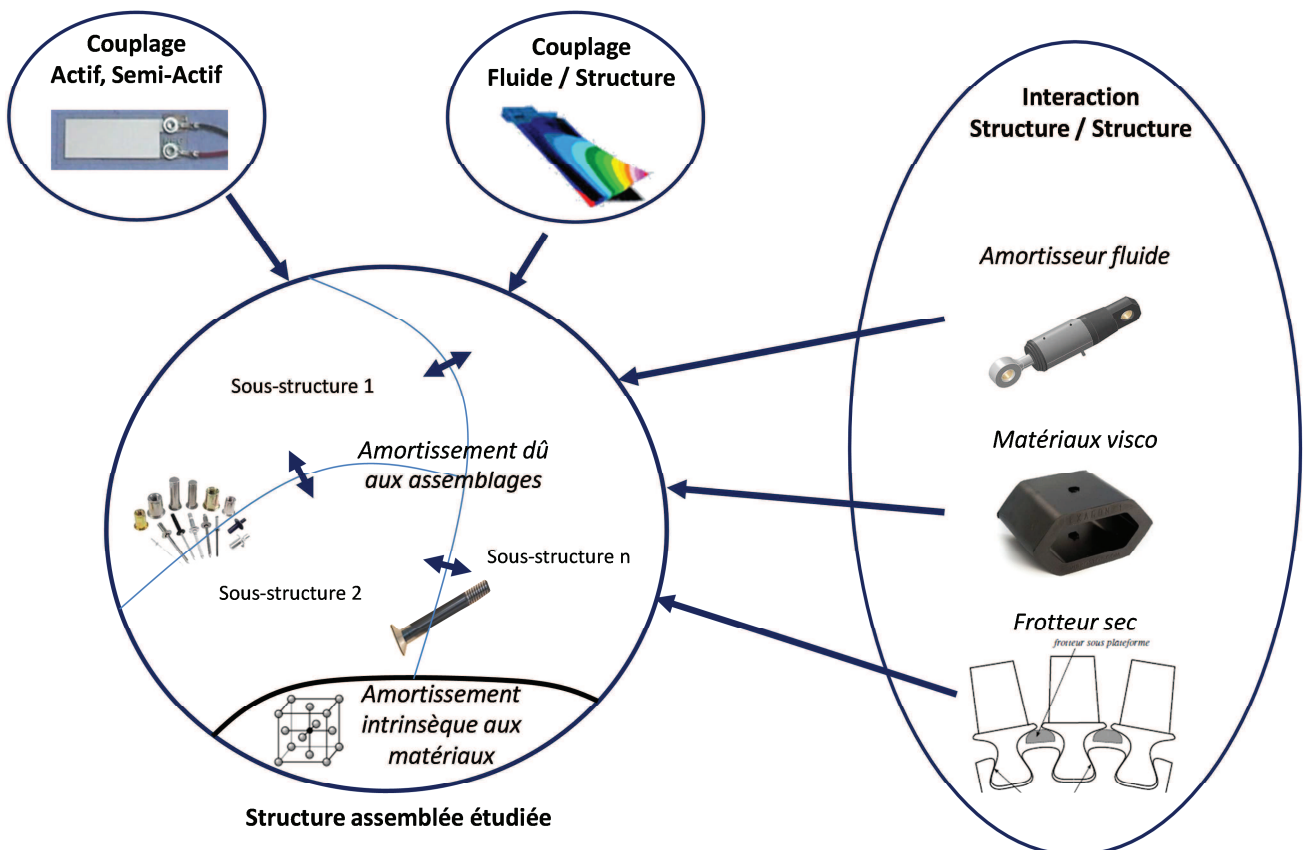 Couplage
Actif, Semi-Actif
Couplage
Fluide / Structure
Interaction
Structure / Structure
Amortisseur fluide
Sous-structure 1
Amortissement dû
aux assemblages
Matériaux visco
Sous-structure n
Sous-structure 2
Frotteur sec
frotteur sous plateforme
Amortissement
intrinsèque aux
matériaux
Structure assemblée étudiée